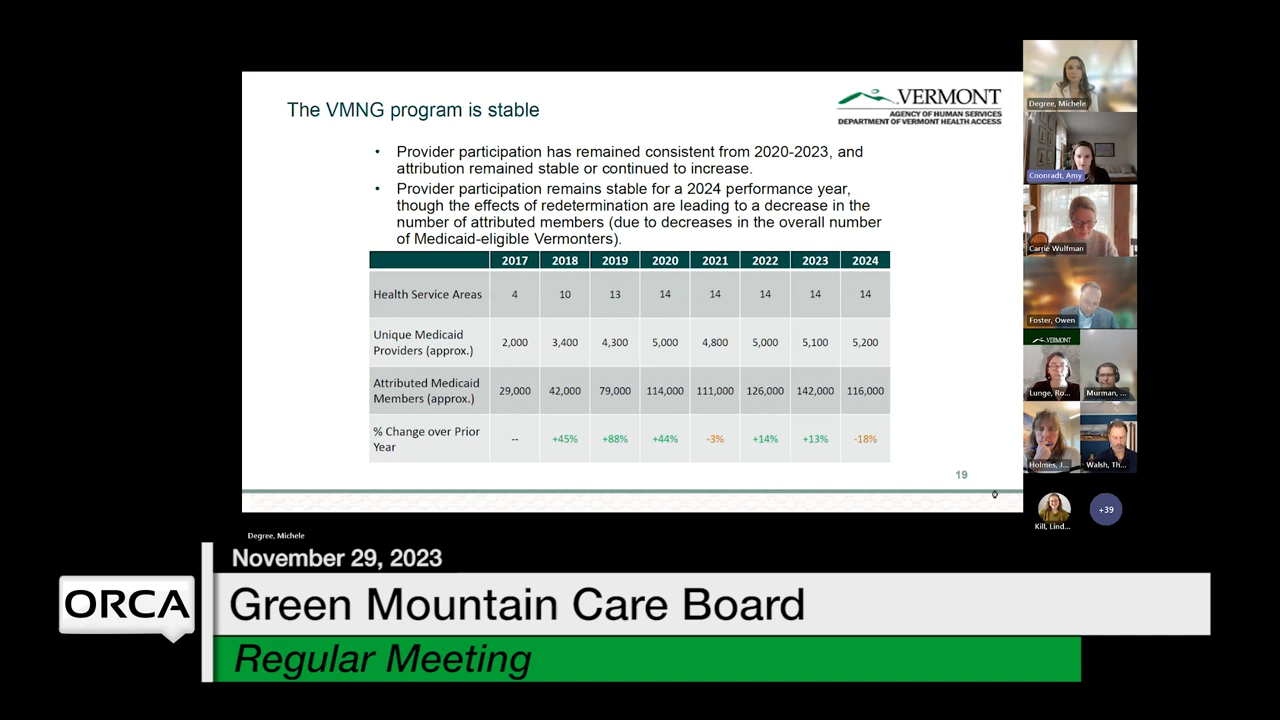 The VMNG program is stable
VERMONT
AGENCY OF HUMAN SERVICES
DEPARTMENT OF VERMONT HEALTH ACCESS
• Provider participation has remained consistent from 2020-2023, and
attribution remained stable or continued to increase.
• Provider participation remains stable for a 2024 performance year,
though the effects of redetermination are leading to a decrease in the
number of attributed members (due to decreases in the overall number
of Medicaid-eligible Vermonters).
2017 2018 2019 2020 2021 2022 2023 2024
Health Service Areas 4 10 13 14 14 14 14 14
Unique Medicaid
Providers (approx.) 2,000 3,400 4,300 5,000 4,800 5,000 5,100 5,200
Attributed Medicaid
Members (approx.) 29,000 42,000 79,000 114,000 111,000 126,000 142,000 116,000
% Change over Prior
Year -- +45% +88% +44% -3% +14% +13% -18%
19
Degree, Michele
Coonradt, Amy
Carrie Wulfman
Foster, Owen
VERMONT
Lunge, Ro...
Murman, ...
Holmes, J...
Walsh, Th...
Kill, Lind...
+39
Degree, Michele
November 29, 2023
ORCA
Green Mountain Care Board
Regular Meeting